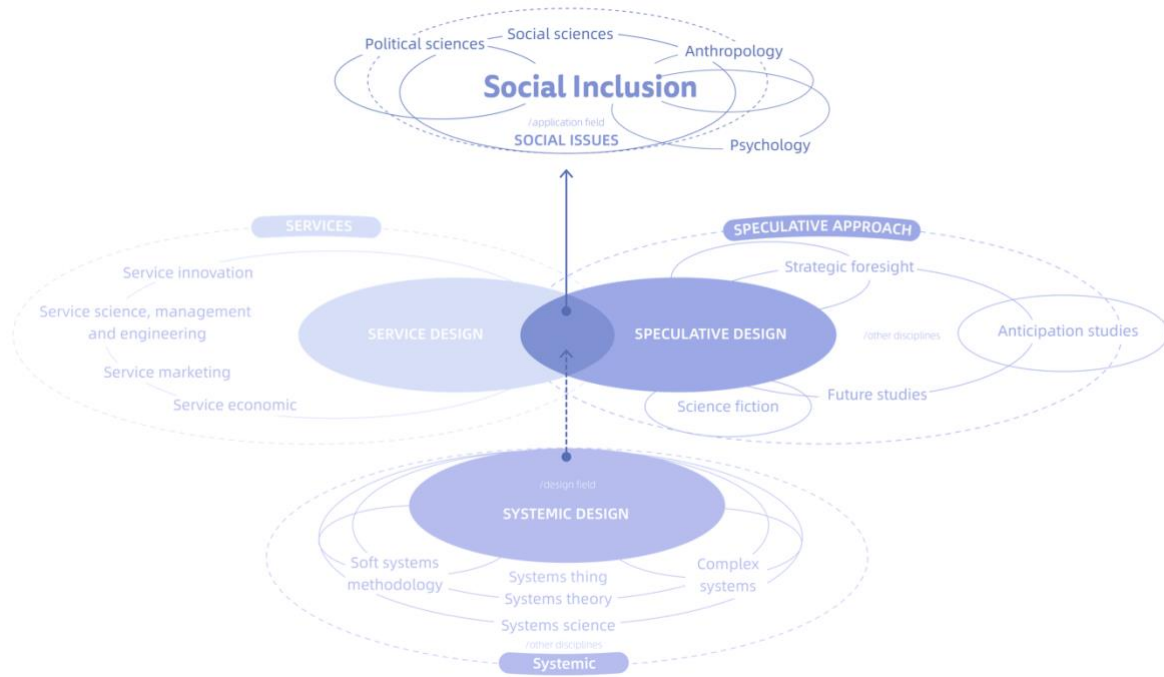 Social sciences
Political sciences
Anthropology
Social Inclusion
/application field
SOCIAL ISSUES
Psychology
SERVICES
SPECULATIVE APPROACH
Service innovation
Strategic foresight
Service science, management
and engineering
SERVICE DESIGN
SPECULATIVE DESIGN
/other disciplines
Anticipation studies
Service marketing
Service economic
Future studies
Science fiction
/design field
SYSTEMIC DESIGN
Soft systems
methodology
Systems thing
Systems theory
Complex
systems
Systems science
/other disciplines
Systemic